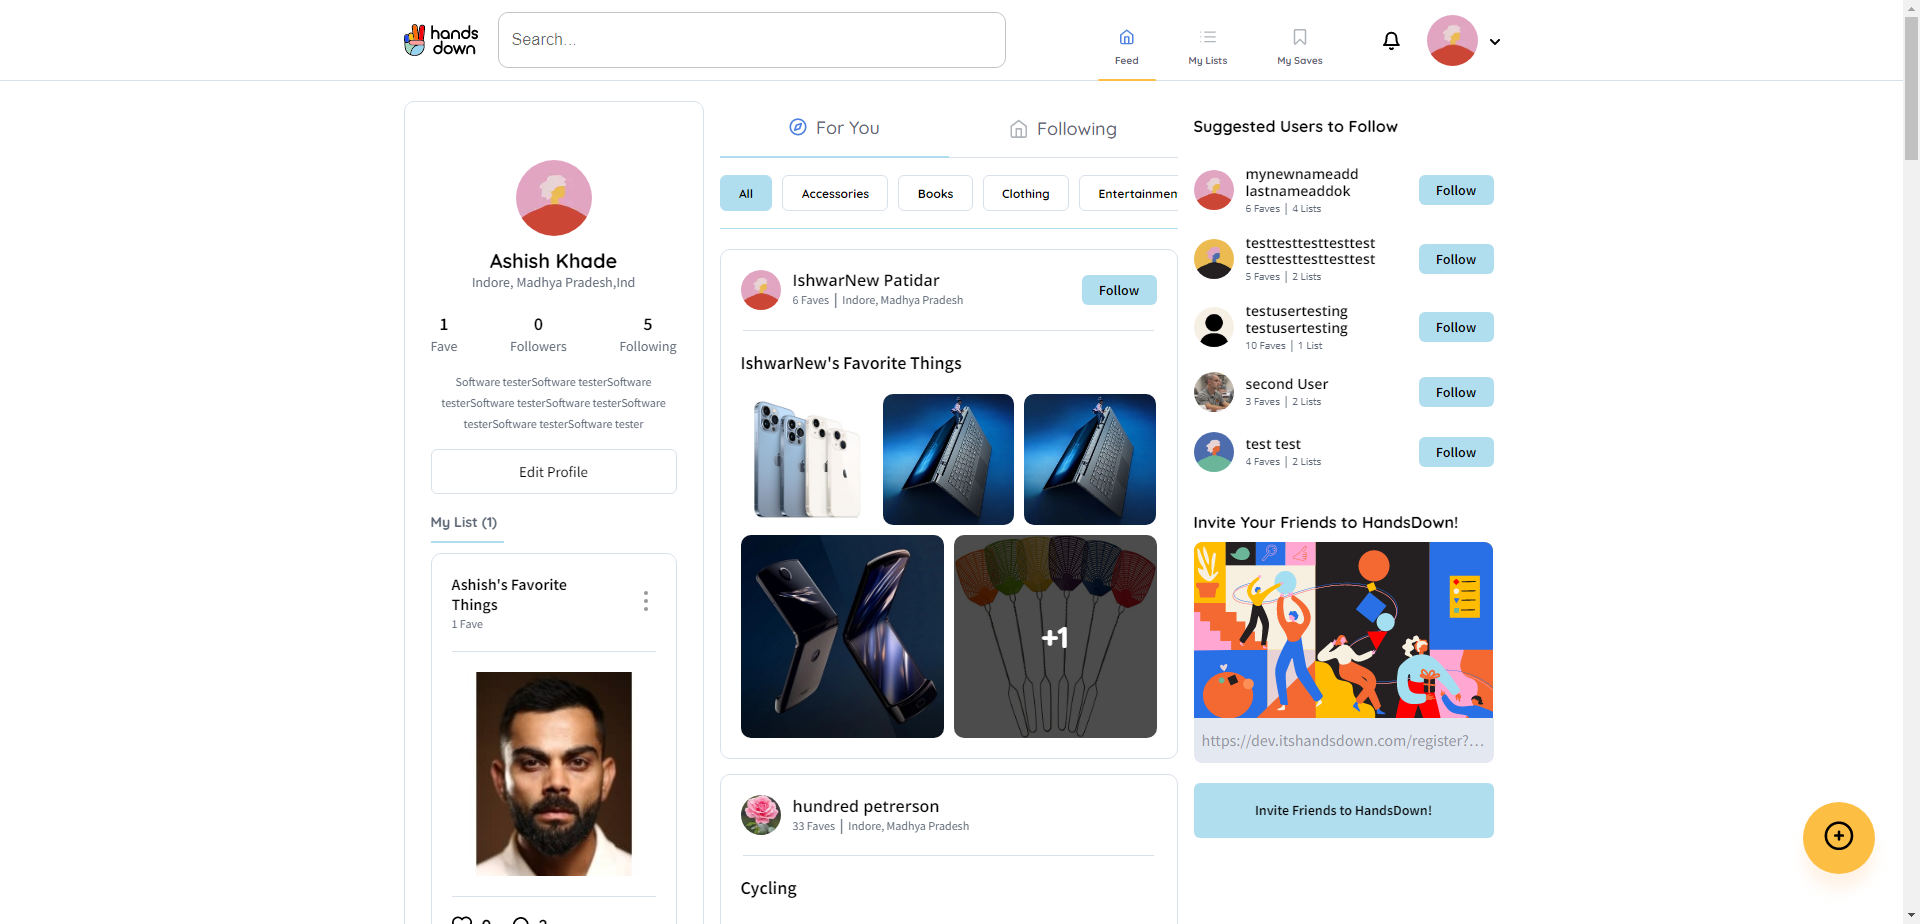 hands
down
Search...
Feed
My Lists
My Saves
Ashish Khade
Indore, Madhya Pradesh,Ind
1
0
5
Fave
Followers
Following
Software testerSoftware testerSoftware
testerSoftware testerSoftware testerSoftware
testerSoftware testerSoftware tester
Edit Profile
My List (1)
Ashish's Favorite
Things
1 Fave
For You
Following
All
Accessories
Books
Clothing
Entertainmen
IshwarNew Patidar
6 Faves | Indore, Madhya Pradesh
Follow
IshwarNew's Favorite Things
+1
hundred petrerson
33 Faves | Indore, Madhya Pradesh
Cycling
Suggested Users to Follow
mynewnameadd
lastnameaddok
6 Faves | 4 Lists
Follow
testtesttesttesttest
testtesttesttesttest
5 Faves | 2 Lists
Follow
testusertesting
testusertesting
10 Faves | 1 List
Follow
second User
3 Faves | 2 Lists
Follow
test test
4 Faves | 2 Lists
Follow
Invite Your Friends to HandsDown!
https://dev.itshandsdown.com/register?...
Invite Friends to HandsDown!